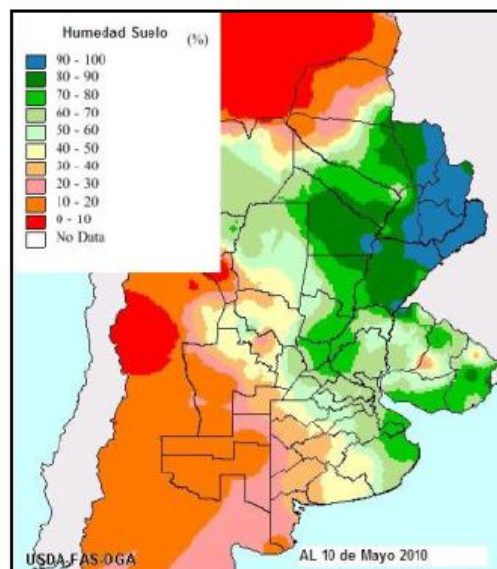 Humedad Suelo (%)
90 - 100
80 - 90
70 - 80
60 - 70
50 - 60
40 - 50
30 - 40
20 - 30
10 - 20
0 - 10
No Data
USDA-FAS-OGA
AL 10 de Mayo 2010